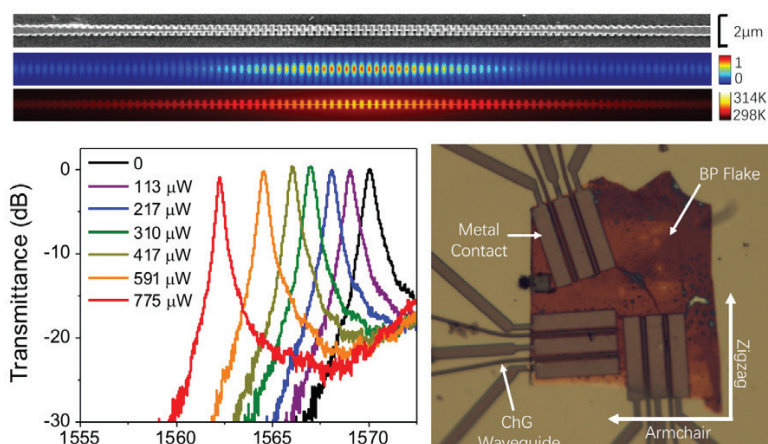 2μm
1
0
314K
298K
0
113 μW
217 μW
310 μW
417 μW
591 μW
775 μW
Transmittance (dB)
0
-10
-20
-30
1555
1560
1565
1570
BP Flake
Metal
Contact
Zigzag
ChG
Waveguide
Armchair